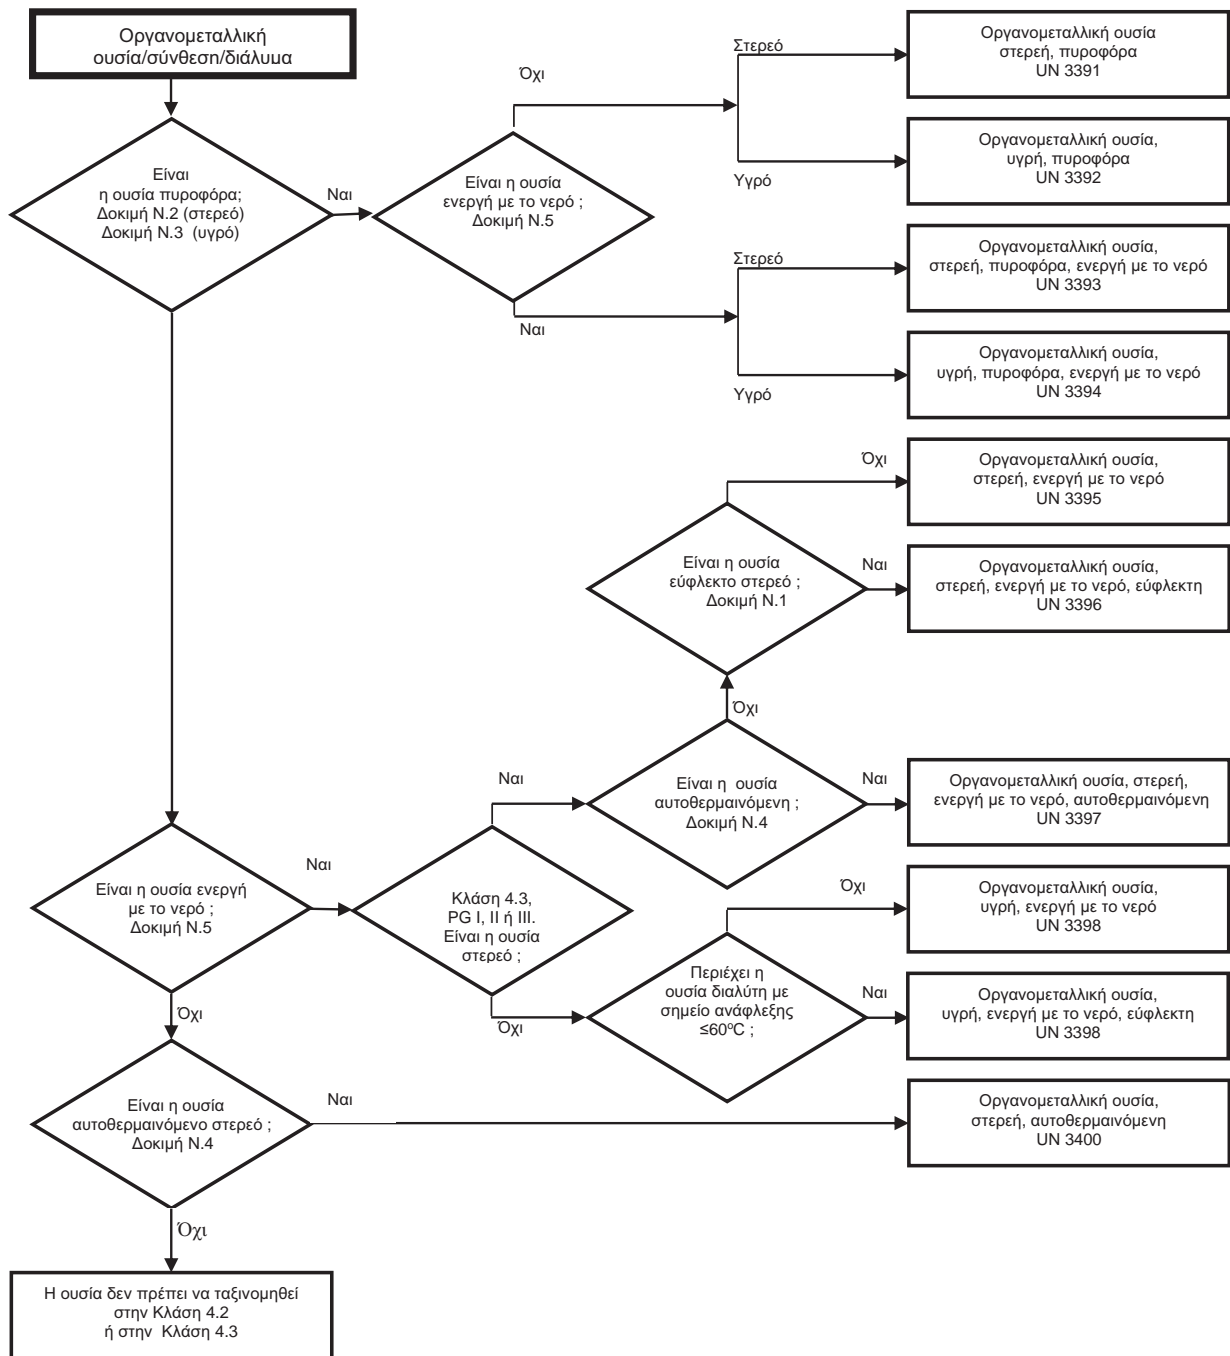 Οργανομεταλλική
ουσία/σύνθεση/διάλυμα
Στερεό
Οργανομεταλλική ουσία
στερεή, πυροφόρα
UN 3391
Όχι
Είναι
η ουσία πυροφόρα;
Δοκιμή N.2 (στερεό)
Δοκιμή N.3 (υγρό)
Ναι
Είναι η ουσία
ενεργή με το νερό ;
Δοκιμή N.5
Υγρό
Οργανομεταλλική ουσία,
υγρή, πυροφόρα
UN 3392
Στερεό
Οργανομεταλλική ουσία,
στερεή, πυροφόρα, ενεργή με το νερό
UN 3393
Ναι
Υγρό
Οργανομεταλλική ουσία,
υγρή, πυροφόρα, ενεργή με το νερό
UN 3394
Όχι
Οργανομεταλλική ουσία,
στερεή, ενεργή με το νερό
UN 3395
Είναι η ουσία
εύφλεκτο στερεό ;
Δοκιμή N.1
Ναι
Οργανομεταλλική ουσία,
στερεή, ενεργή με το νερό, εύφλεκτη
UN 3396
Όχι
Ναι
Είναι η ουσία
αυτοθερμαινόμενη ;
Δοκιμή N.4
Ναι
Οργανομεταλλική ουσία, στερεή,
ενεργή με το νερό, αυτοθερμαινόμενη
UN 3397
Είναι η ουσία ενεργή
με το νερό ;
Δοκιμή N.5
Ναι
Κλάση 4.3,
PG I, II ή III.
Είναι η ουσία
στερεό ;
Όχι
Οργανομεταλλική ουσία,
υγρή, ενεργή με το νερό
UN 3398
Όχι
Όχι
Περιέχει η
ουσία διαλύτη με
σημείο ανάφλεξης
≤60°C ;
Ναι
Οργανομεταλλική ουσία,
υγρή, ενεργή με το νερό, εύφλεκτη
UN 3398
Είναι η ουσία
αυτοθερμαινόμενο στερεό ;
Δοκιμή N.4
Ναι
Οργανομεταλλική ουσία,
στερεή, αυτοθερμαινόμενη
UN 3400
Όχι
Η ουσία δεν πρέπει να ταξινομηθεί
στην Κλάση 4.2
ή στην Κλάση 4.3